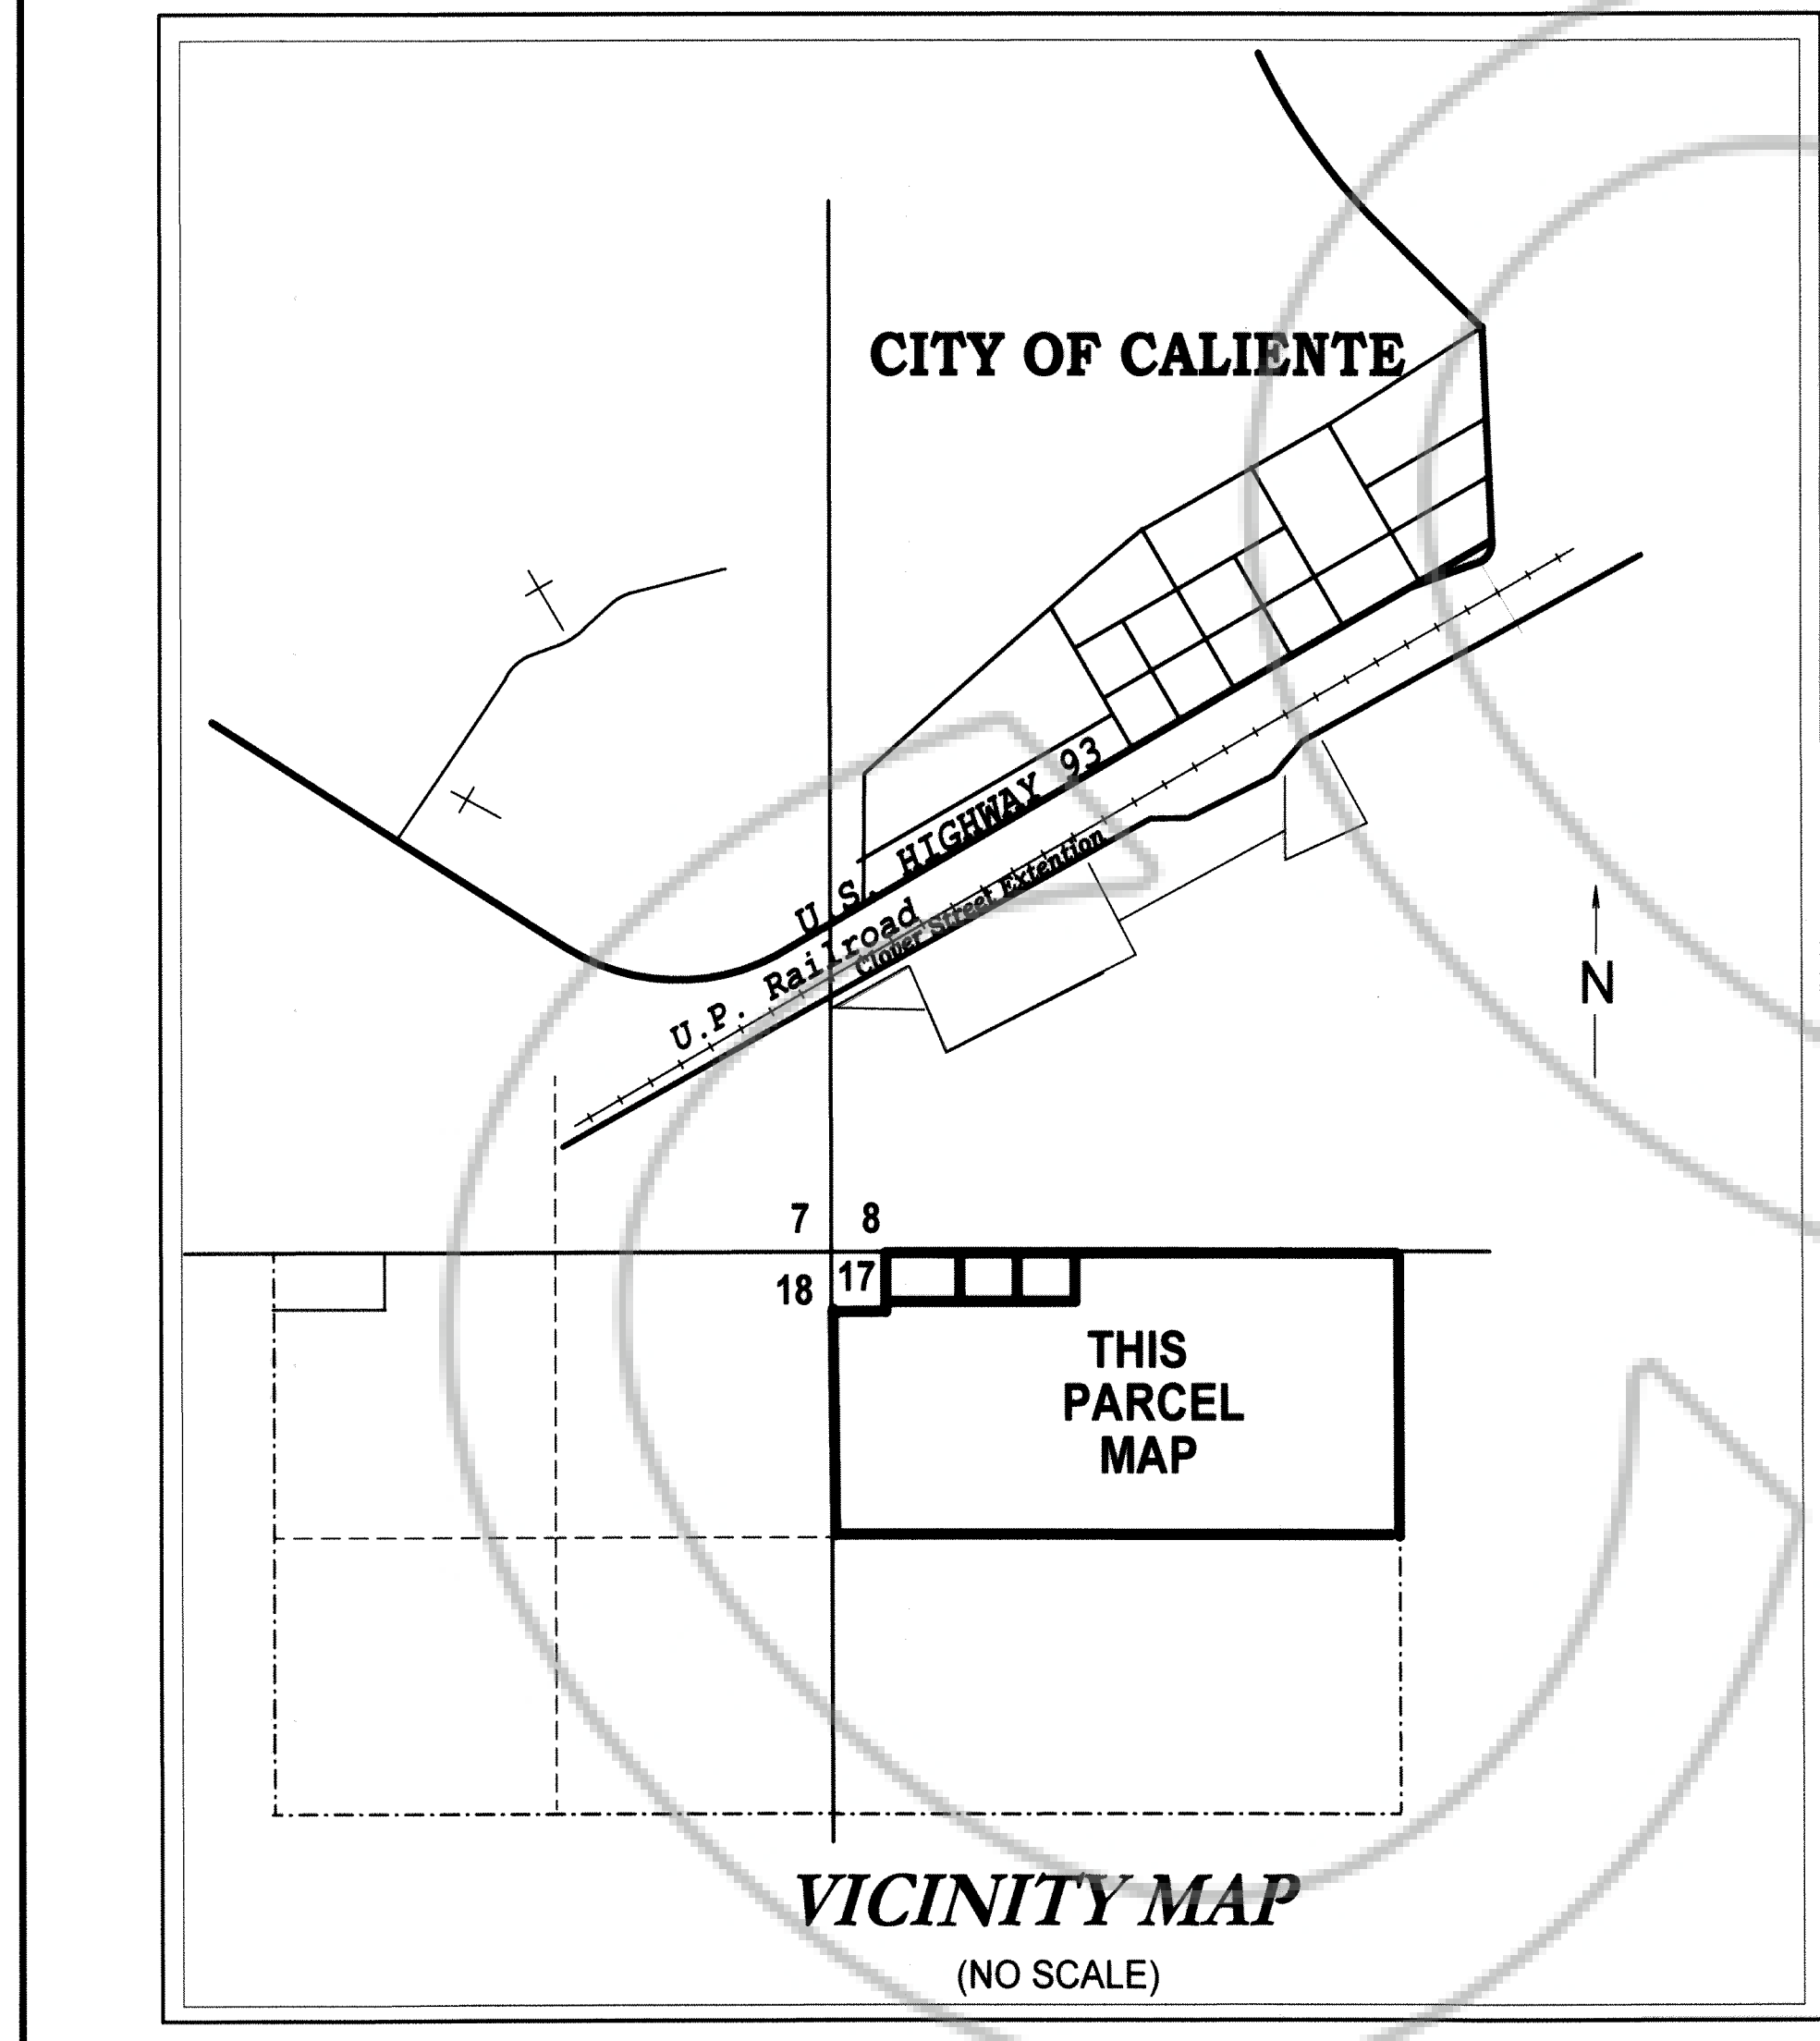 CITY OF CALIENTE
U.S. HIGHWAY 93
U.P. Railroad
Clover Street Extention
N
7 8
18 17
THIS
PARCEL
MAP
VICINITY MAP
(NO SCALE)